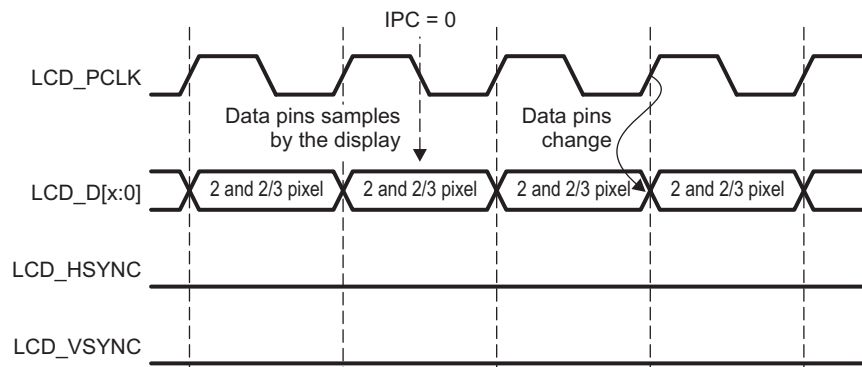 IPC = 0
LCD_PCLK
Data pins samples
by the display
Data pins
change
LCD_D[x:0]
2 and 2/3 pixel
2 and 2/3 pixel
2 and 2/3 pixel
2 and 2/3 pixel
LCD_HSYNC
LCD_VSYNC